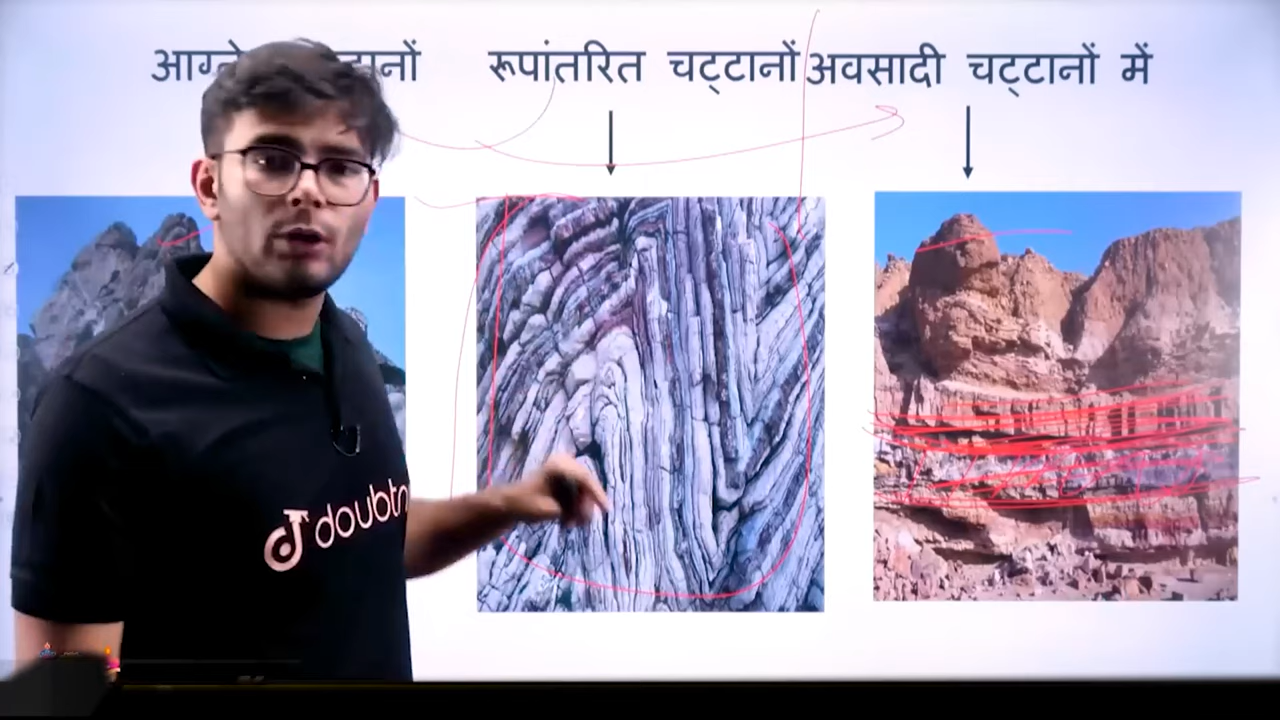 रूपांतरित चट्टानों
अवसादी चट्टानों में
doubtn